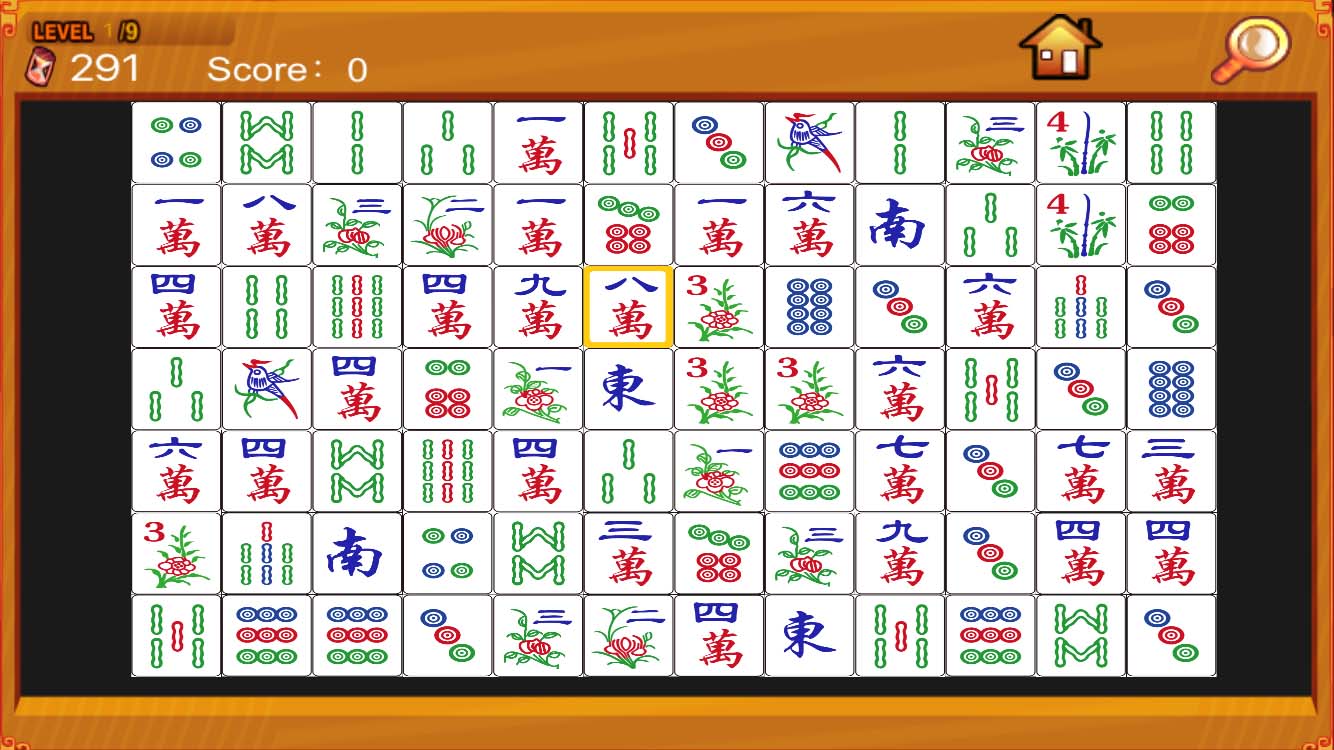 LEVEL 1/9
291 Score: 0
一萬 三 4
一萬 八萬 三 二 一萬 一萬 六萬 南 4
四萬 四萬 九萬 八萬 3 六萬
四萬 一 東 3 3 六萬
六萬 四萬 四萬 一 七萬 七萬 三萬
3 南 三萬 三 九萬 四萬 四萬
三 二 四萬 東